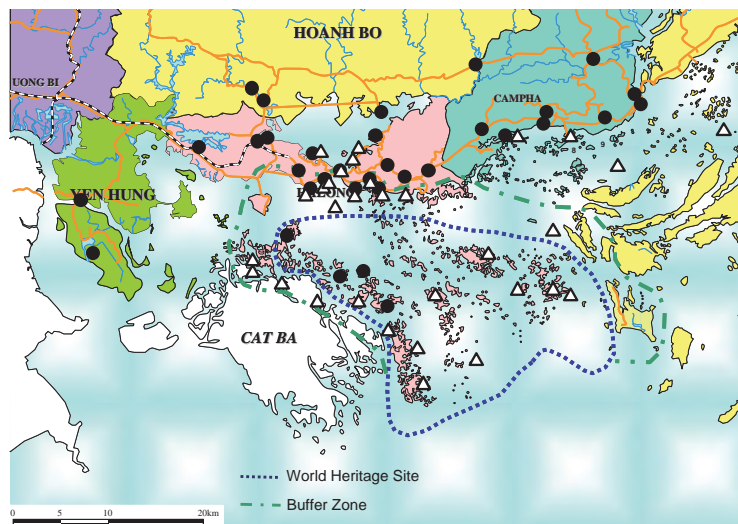 HOANH BO
UONG BI
CAMPHA
YEN HUNG
CAT BA
World Heritage Site
Buffer Zone
0 5 10 20km